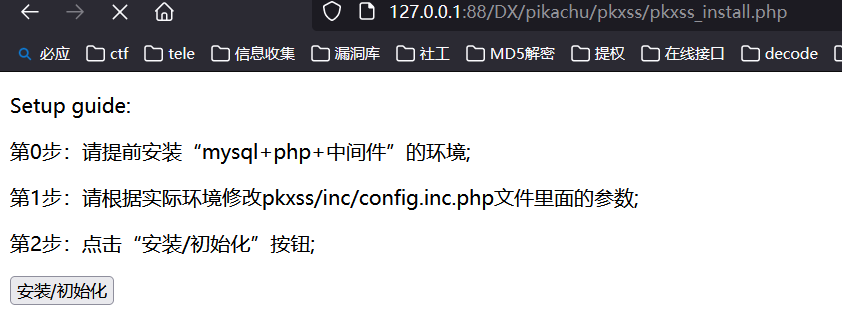 127.0.0.1:88/DX/pikachu/pkxss/pkxss_install.php
必应 ctf tele 信息收集 漏洞库 社工 MD5解密 提权 在线接口 decode
Setup guide:
第0步：请提前安装“mysql+php+中间件”的环境;
第1步：请根据实际环境修改pkxss/inc/config.inc.php文件里面的参数;
第2步：点击“安装/初始化”按钮;
安装/初始化